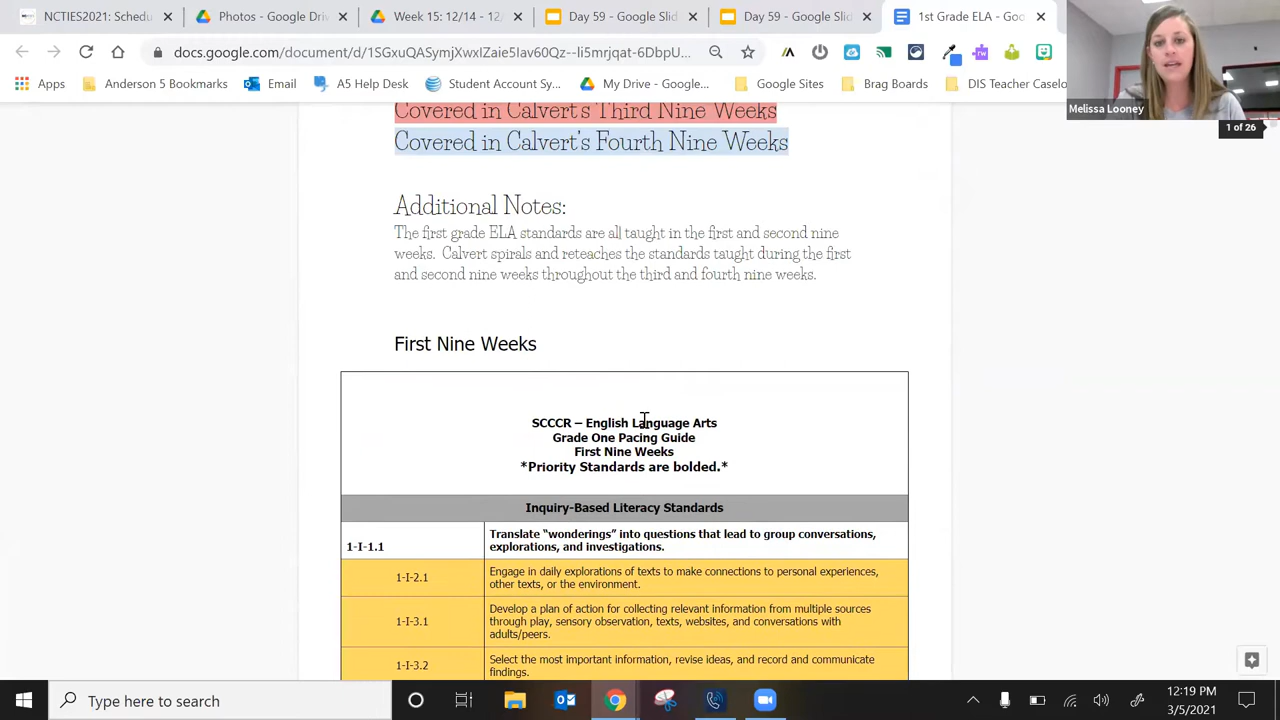 NCTIES2021: Schedu
Photos - Google Driv
Week 15: 12/14 - 12
Day 59 - Google Slid
Day 59 - Google Slid
1st Grade ELA - Goo
docs.google.com/document/d/1SGxuQASymjXvMZaie5lav60Qz--li5mrjqat-6DbpU...
Apps
Anderson 5 Bookmarks
Email
A5 Help Desk
Student Account Sy...
My Drive - Google...
Google Sites
Brag Boards
DIS Teacher Caselo
Melissa Looney
1 of 26
Covered in Calvert's Third Nine Weeks
Covered in Calvert's Fourth Nine Weeks
Additional Notes:
The first grade ELA standards are all taught in the first and second nine
weeks. Calvert spirals and reteaches the standards taught during the first
and second nine weeks throughout the third and fourth nine weeks.
First Nine Weeks
SCCCR – English Language Arts
Grade One Pacing Guide
First Nine Weeks
*Priority Standards are bolded.*
Inquiry-Based Literacy Standards
1-I-1.1
Translate “wonderings” into questions that lead to group conversations,
explorations, and investigations.
1-I-2.1
Engage in daily explorations of texts to make connections to personal experiences,
other texts, or the environment.
1-I-3.1
Develop a plan of action for collecting relevant information from multiple sources
through play, sensory observation, texts, websites, and conversations with
adults/peers.
1-I-3.2
Select the most important information, revise ideas, and record and communicate
findings.
Type here to search
12:19 PM
3/5/2021